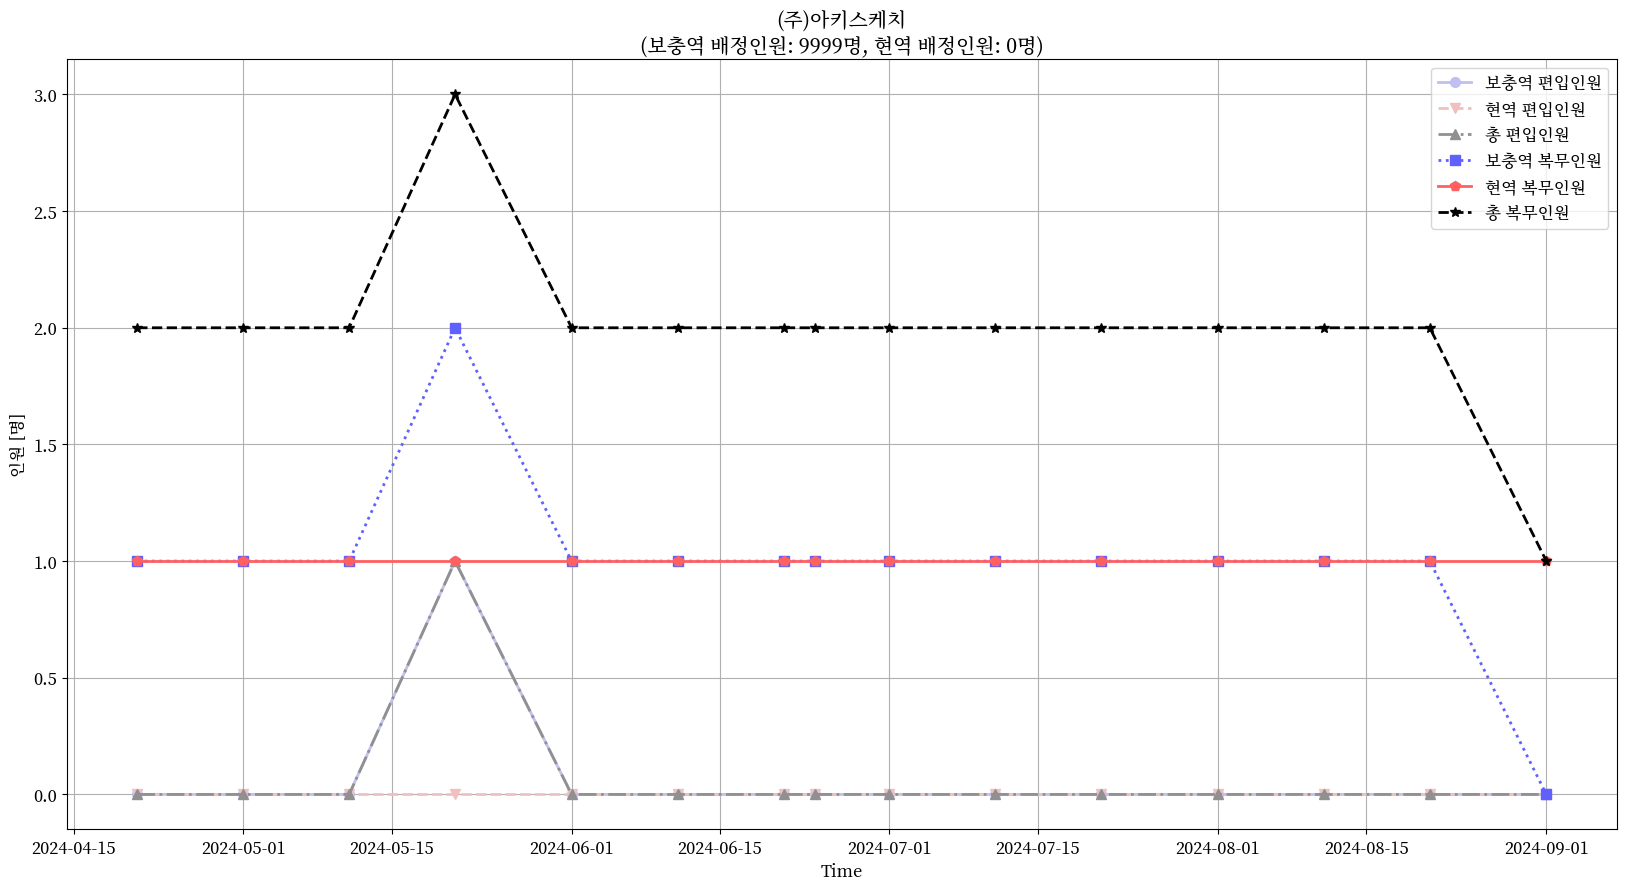 (주)아키스케치
(보충역 배정인원: 9999명, 현역 배정인원: 0명)
보충역 편입인원
현역 편입인원
총 편입인원
보충역 복무인원
현역 복무인원
총 복무인원
인원 [명]
3.0
2.5
2.0
1.5
1.0
0.5
0.0
2024-04-15 2024-05-01 2024-05-15 2024-06-01 2024-06-15 2024-07-01 2024-07-15 2024-08-01 2024-08-15 2024-09-01
Time